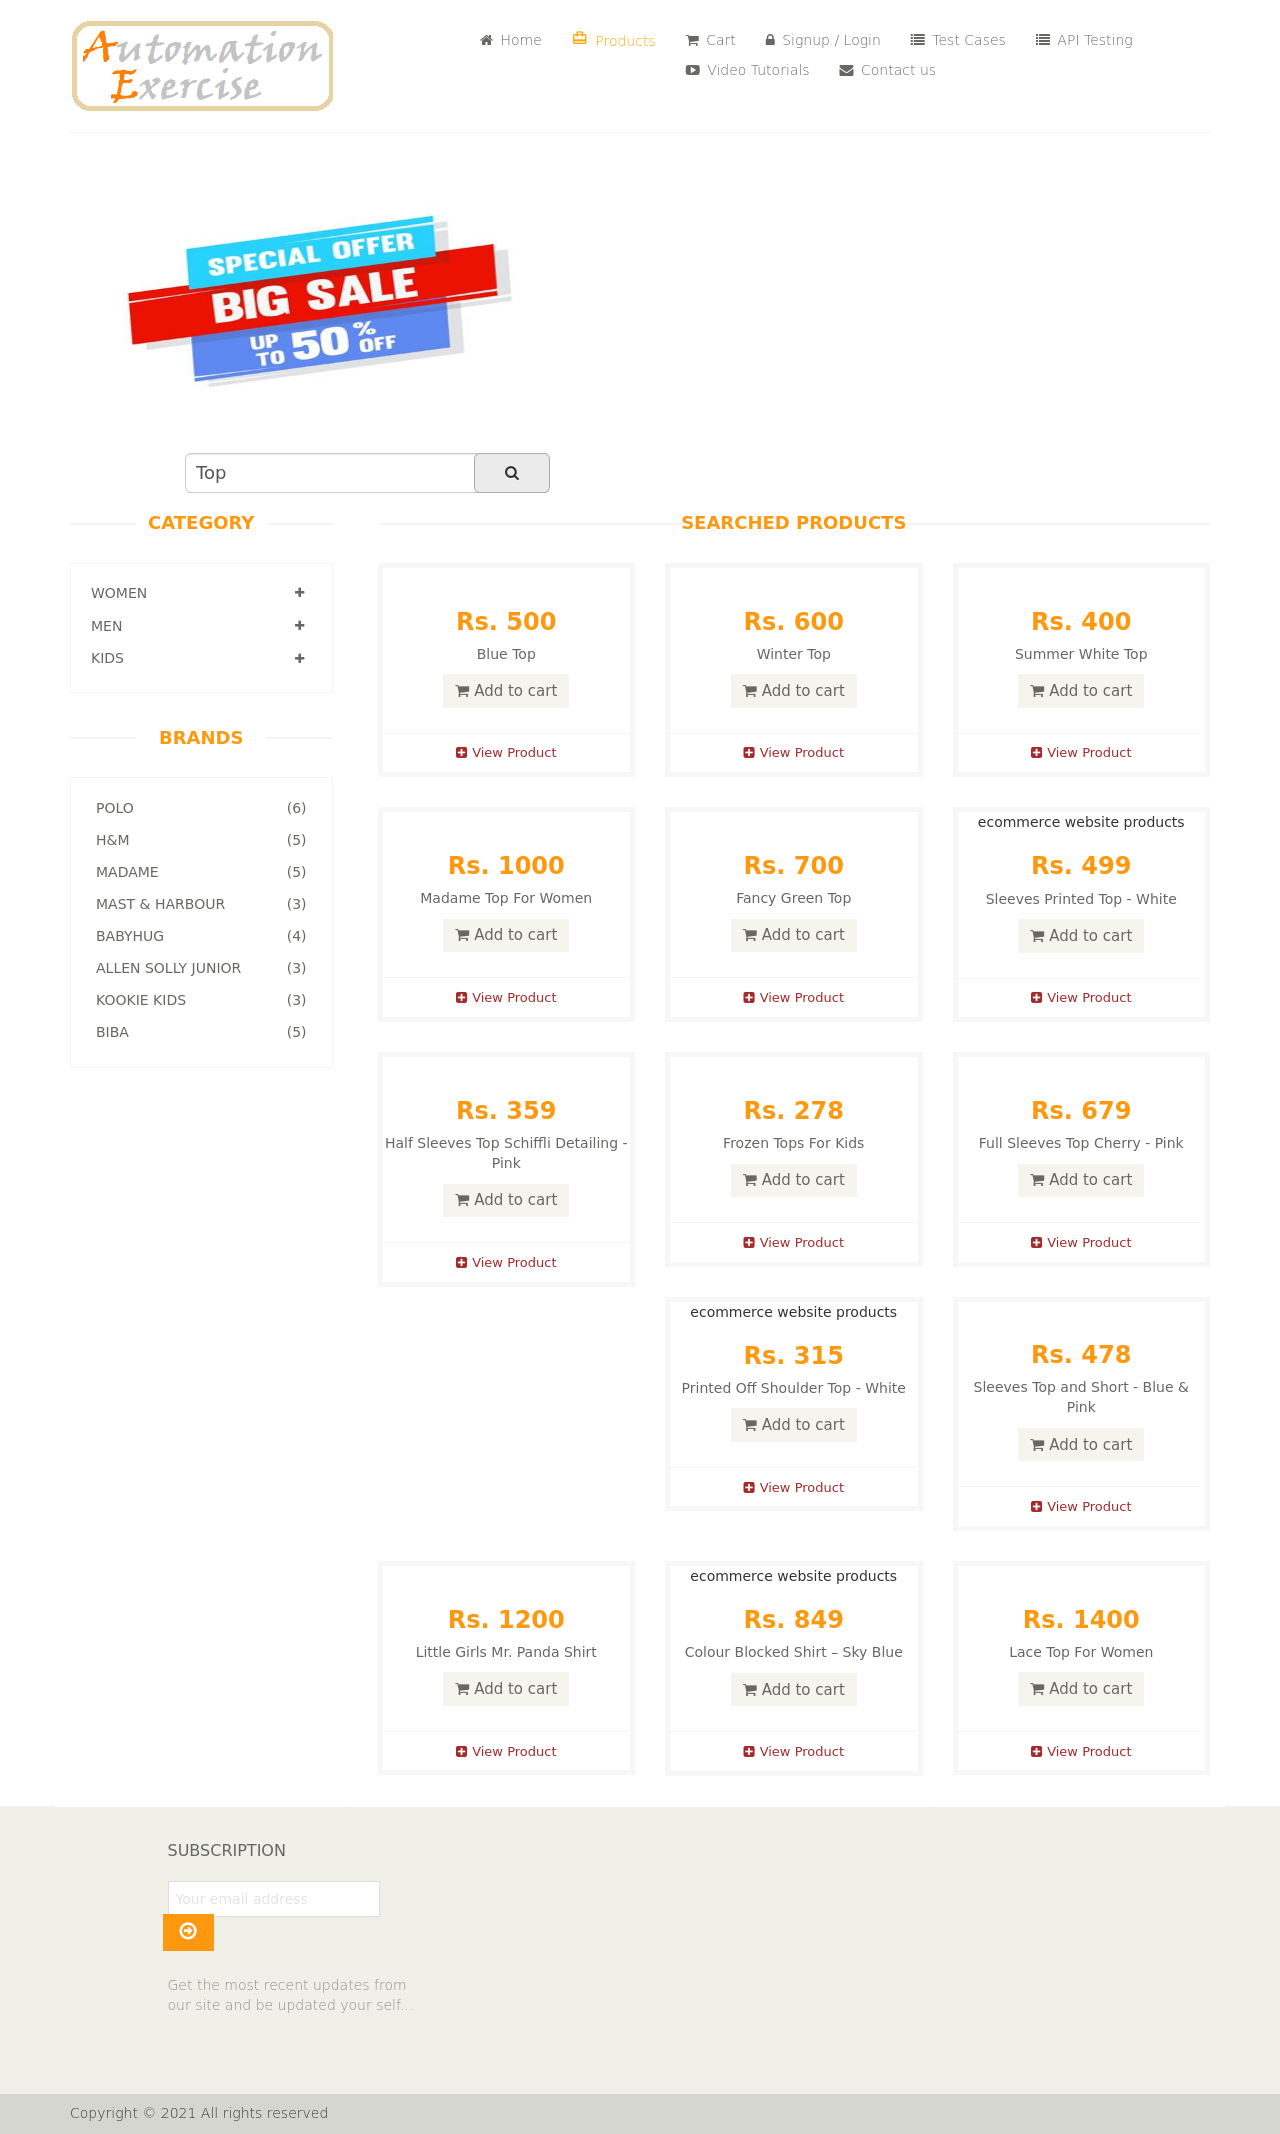 Automation
Exercise
Home
Products
Cart
Signup / Login
Test Cases
API Testing
Video Tutorials
Contact us
SPECIAL OFFER
BIG SALE
UP TO 50% OFF
Top
CATEGORY
WOMEN
MEN
KIDS
BRANDS
POLO (6)
H&M (5)
MADAME (5)
MAST & HARBOUR (3)
BABYHUG (4)
ALLEN SOLLY JUNIOR (3)
KOOKIE KIDS (3)
BIBA (5)
SEARCHED PRODUCTS
Rs. 500
Blue Top
Add to cart
View Product
Rs. 600
Winter Top
Add to cart
View Product
Rs. 400
Summer White Top
Add to cart
View Product
Rs. 1000
Madame Top For Women
Add to cart
View Product
Rs. 700
Fancy Green Top
Add to cart
View Product
ecommerce website products
Rs. 499
Sleeves Printed Top - White
Add to cart
View Product
Rs. 359
Half Sleeves Top Schiffli Detailing -
Pink
Add to cart
View Product
Rs. 278
Frozen Tops For Kids
Add to cart
View Product
Rs. 679
Full Sleeves Top Cherry - Pink
Add to cart
View Product
ecommerce website products
Rs. 315
Printed Off Shoulder Top - White
Add to cart
View Product
Rs. 478
Sleeves Top and Short - Blue &
Pink
Add to cart
View Product
Rs. 1200
Little Girls Mr. Panda Shirt
Add to cart
View Product
ecommerce website products
Rs. 849
Colour Blocked Shirt – Sky Blue
Add to cart
View Product
Rs. 1400
Lace Top For Women
Add to cart
View Product
SUBSCRIPTION
Your email address
Get the most recent updates from
our site and be updated your self...
Copyright © 2021 All rights reserved